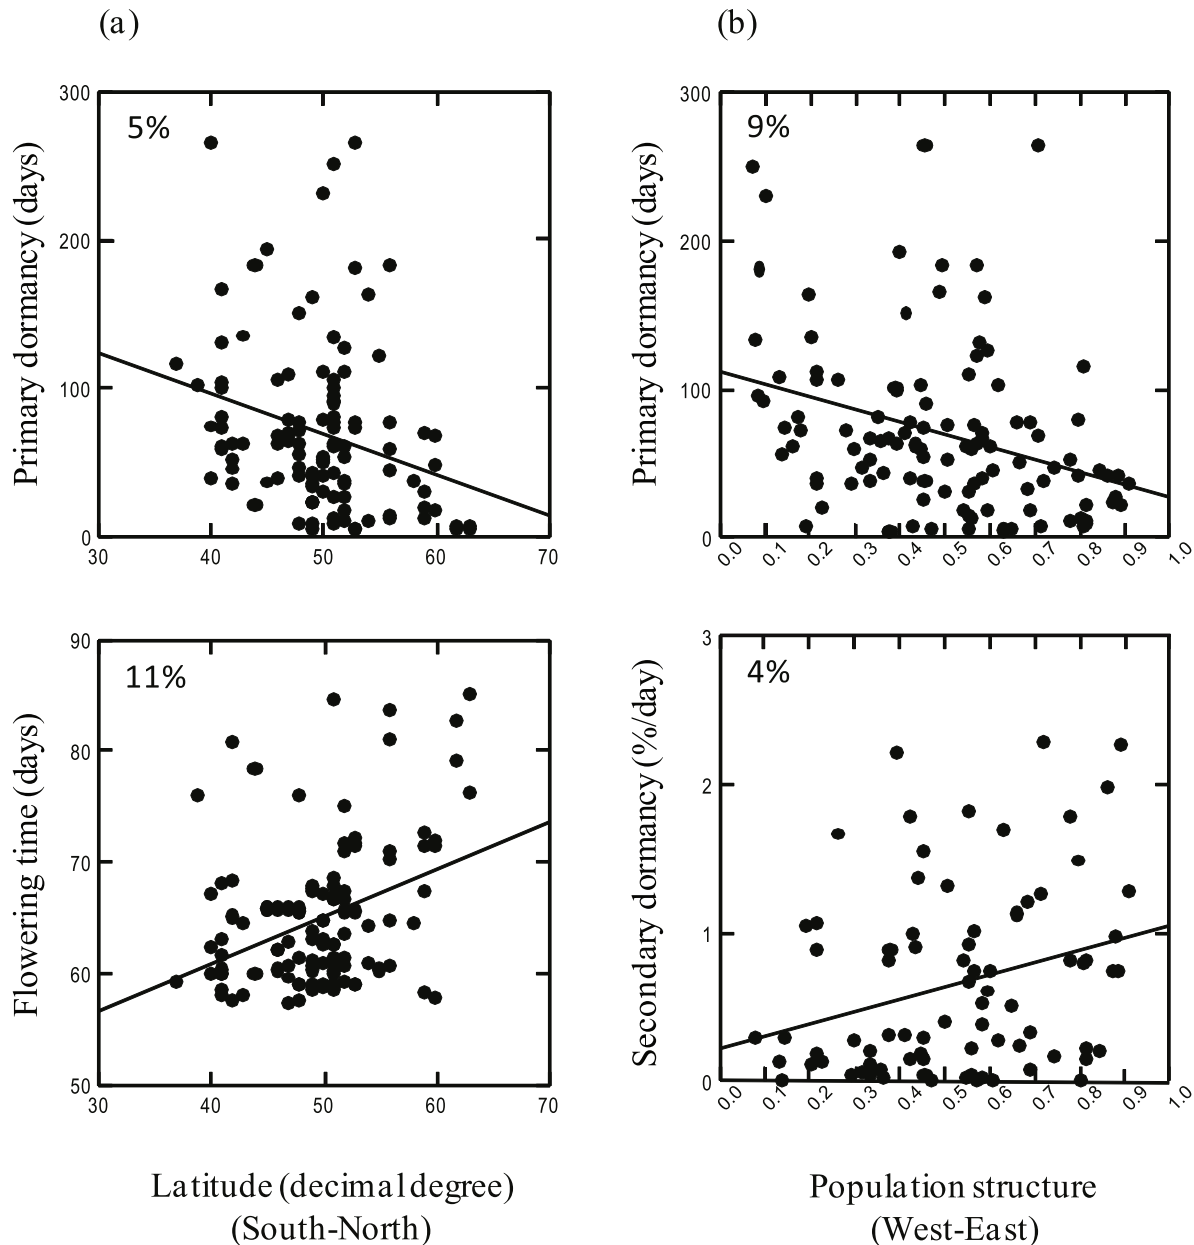 (a)
(b)
Primary dormancy (days)
300
200
100
0
5%
30 40 50 60 70
Primary dormancy (days)
300
200
100
0
9%
0.0 0.1 0.2 0.3 0.4 0.5 0.6 0.7 0.8 0.9 1.0
Flowering time (days)
90
80
70
60
50
11%
30 40 50 60 70
Secondary dormancy (%/day)
3
2
1
0
4%
0.0 0.1 0.2 0.3 0.4 0.5 0.6 0.7 0.8 0.9 1.0
Latitude (decimal degree)
(South-North)
Population structure
(West-East)